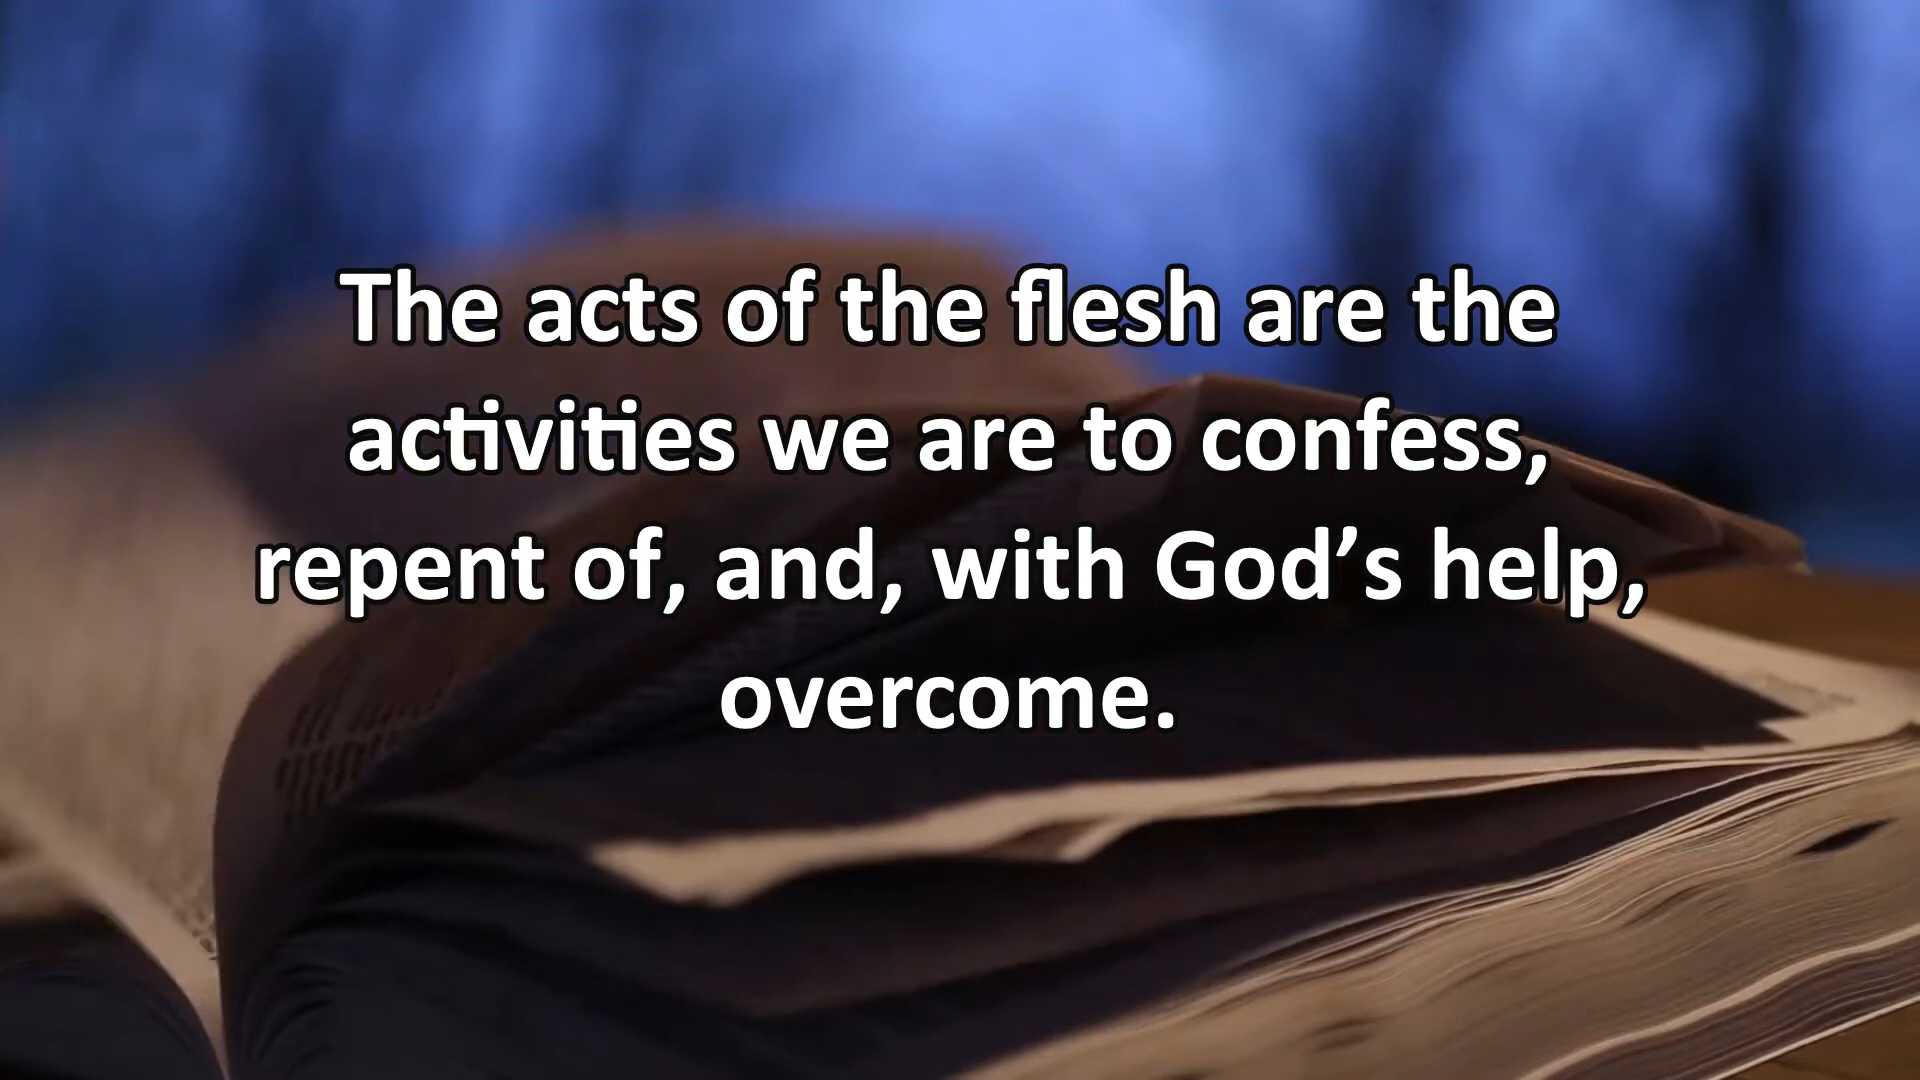 The acts of the flesh are the
activities we are to confess,
repent of, and, with God’s help,
overcome.